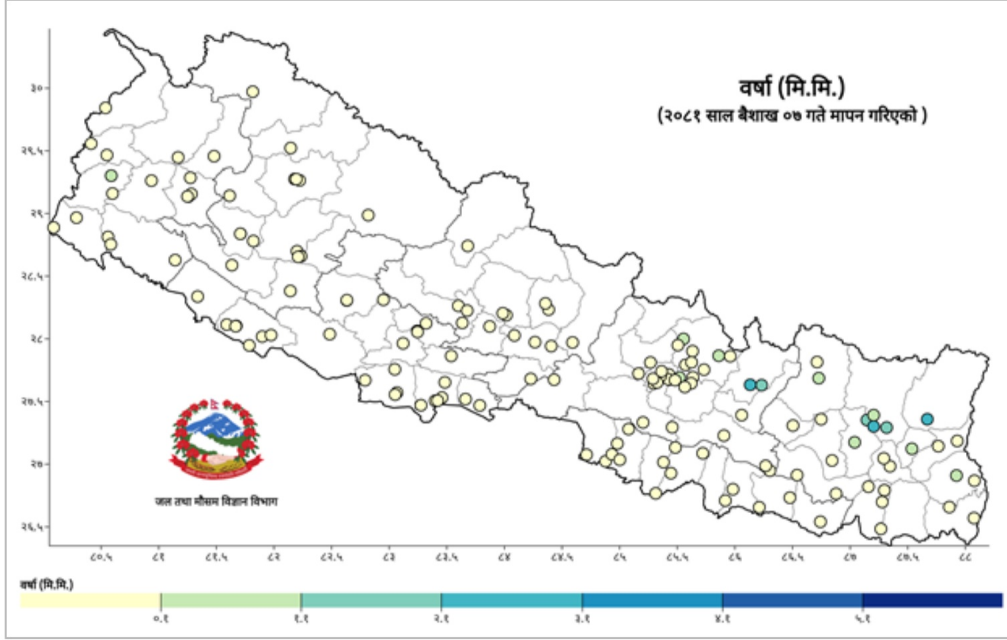 वर्षा (मि.मि.)
(२०८१ साल बैशाख ०७ गते मापन गरिएको )
३०
२९.५
२९
२८.५
२८
२७.५
२७
२६.५
जल तथा मौसम विज्ञान विभाग
८०.५ ८१ ८१.५ ८२ ८२.५ ८३ ८३.५ ८४ ८४.५ ८५ ८५.५ ८६ ८६.५ ८७ ८७.५ ८८
वर्षा (मि.मि.)
०.१ १.१ २.१ ३.१ ४.१ ५.१